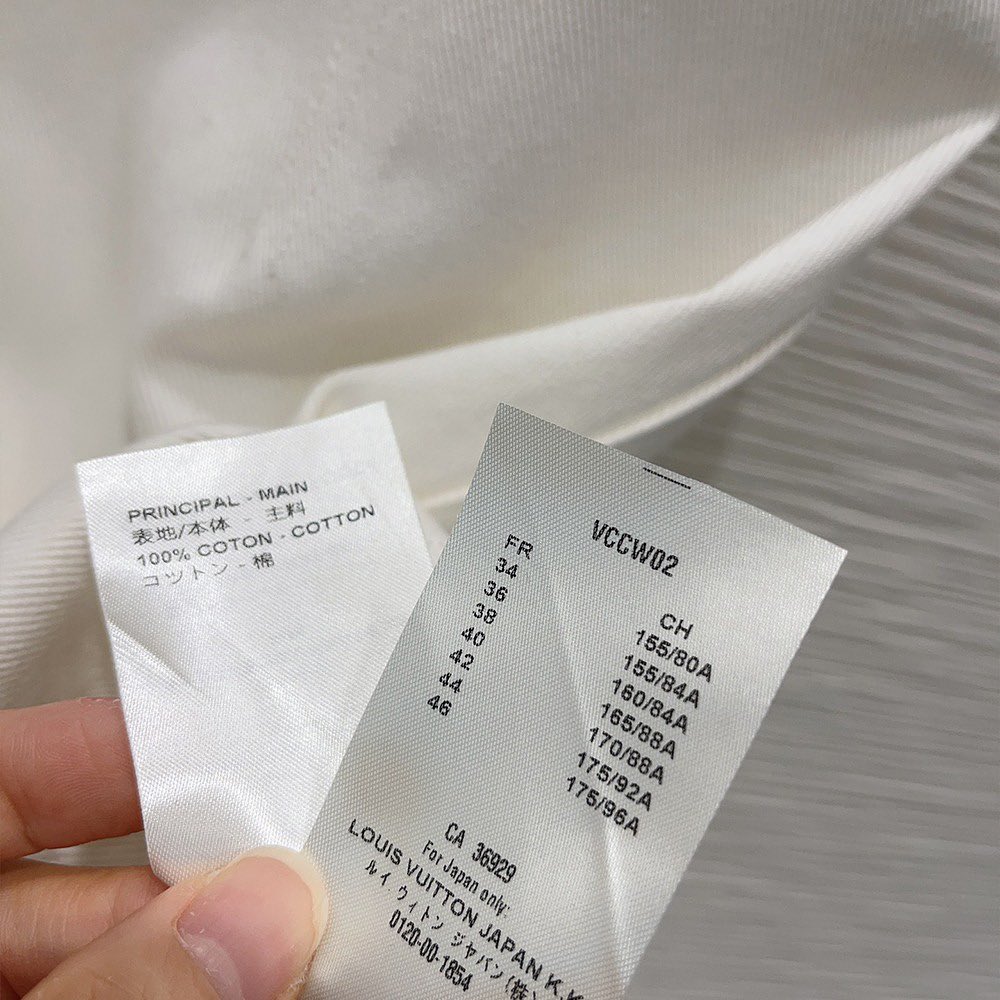 PRINCIPAL - MAIN
表地/本体 - 主料
100% COTON - COTTON
コットン - 棉
VCCW02
FR
34
36
38
40
42
44
46
CH
155/80A
155/84A
160/84A
165/88A
170/88A
175/92A
175/96A
CA 36929
For Japan only:
LOUIS VUITTON JAPAN K.K
ルイ ヴィトン ジャパン(株)
0120-00-1854